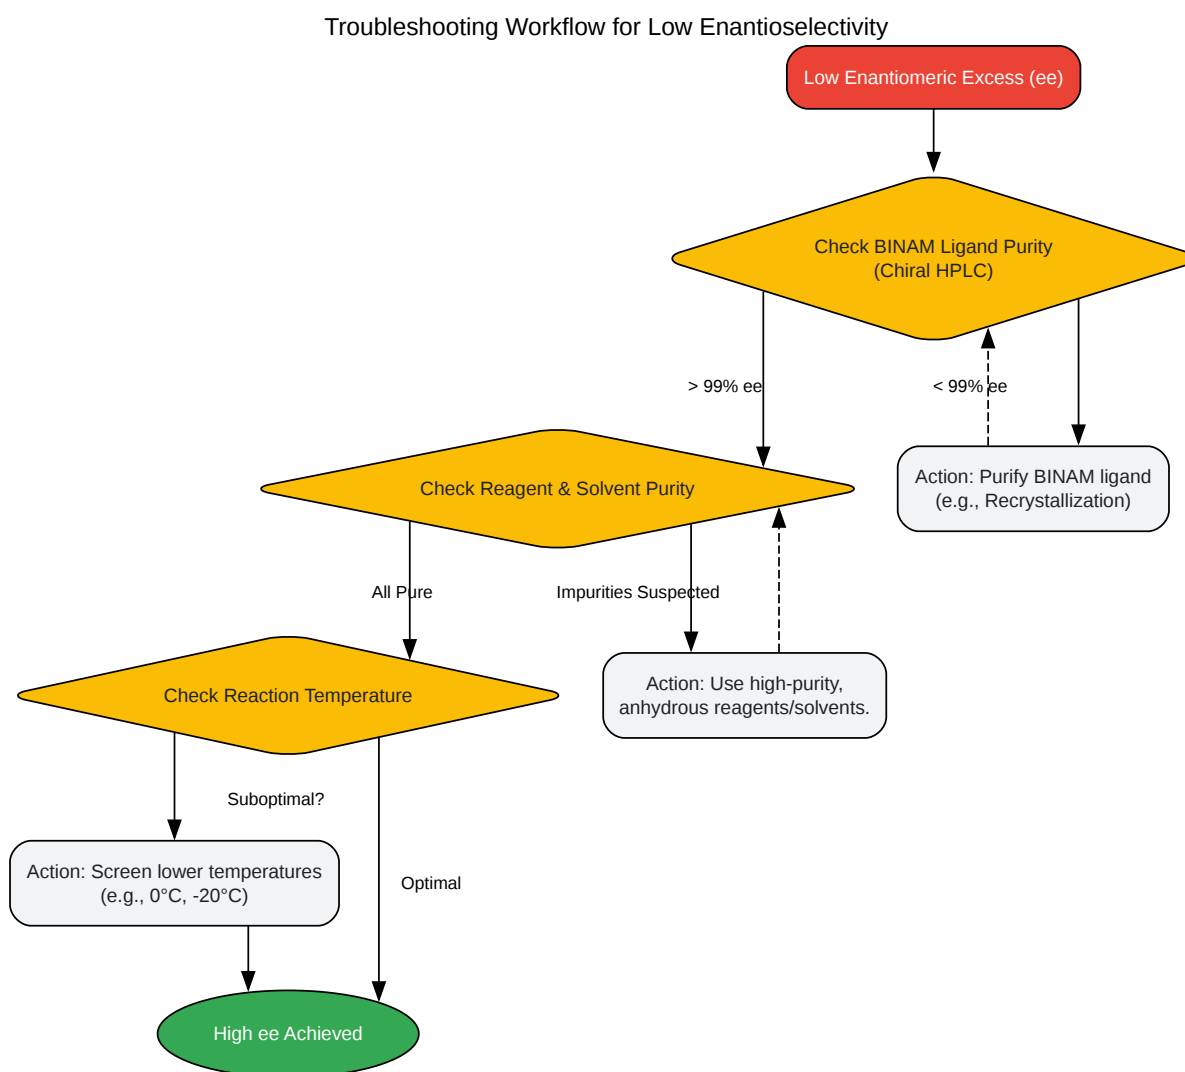 Troubleshooting Workflow for Low Enantioselectivity
Low Enantiomeric Excess (ee)
Check BINAM Ligand Purity
(Chiral HPLC)
> 99% ee
< 99% ee
Action: Purify BINAM ligand
(e.g., Recrystallization)
Check Reagent & Solvent Purity
All Pure
Impurities Suspected
Action: Use high-purity,
anhydrous reagents/solvents.
Check Reaction Temperature
Suboptimal?
Action: Screen lower temperatures
(e.g., 0°C, -20°C)
Optimal
High ee Achieved